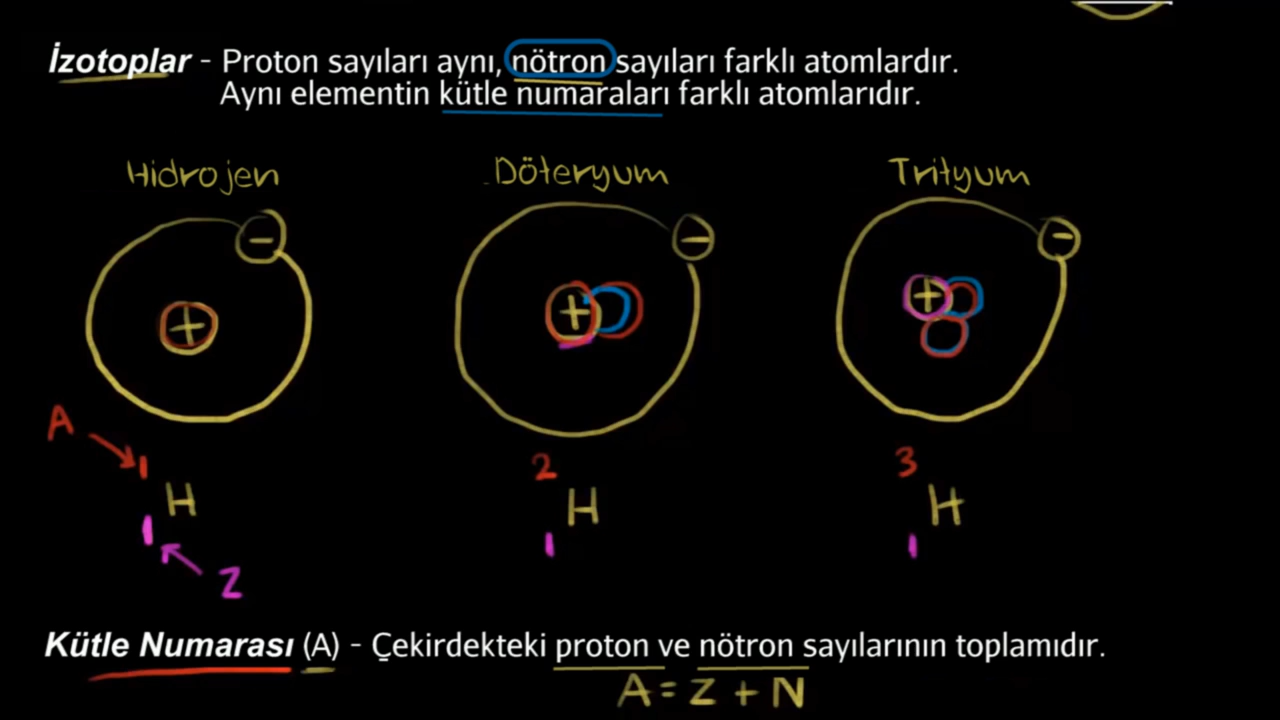 İzotoplar - Proton sayıları aynı, nötron sayıları farklı atomlardır.
Aynı elementin kütle numaraları farklı atomlarıdır.
Hidrojen Döteryum Trityum
− − −
+ + +
A
1 2 3
H H H
1 1 1
Z
Kütle Numarası (A) - Çekirdekteki proton ve nötron sayılarının toplamıdır.
A = Z + N